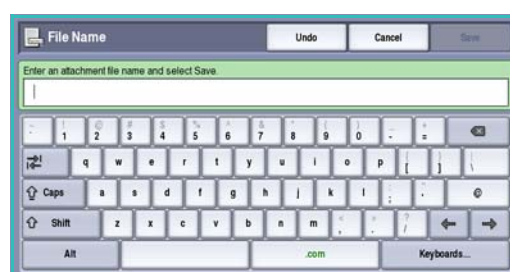 File Name Undo Cancel Save
Enter an attachment file name and select Save.
1 2 3 4 5 6 7 8 9 0 - =
q w e r t y u i o p [ ] \
Caps a s d f g h j k l ; @
Shift z x c v b n m , . /
Alt .com Keyboards...